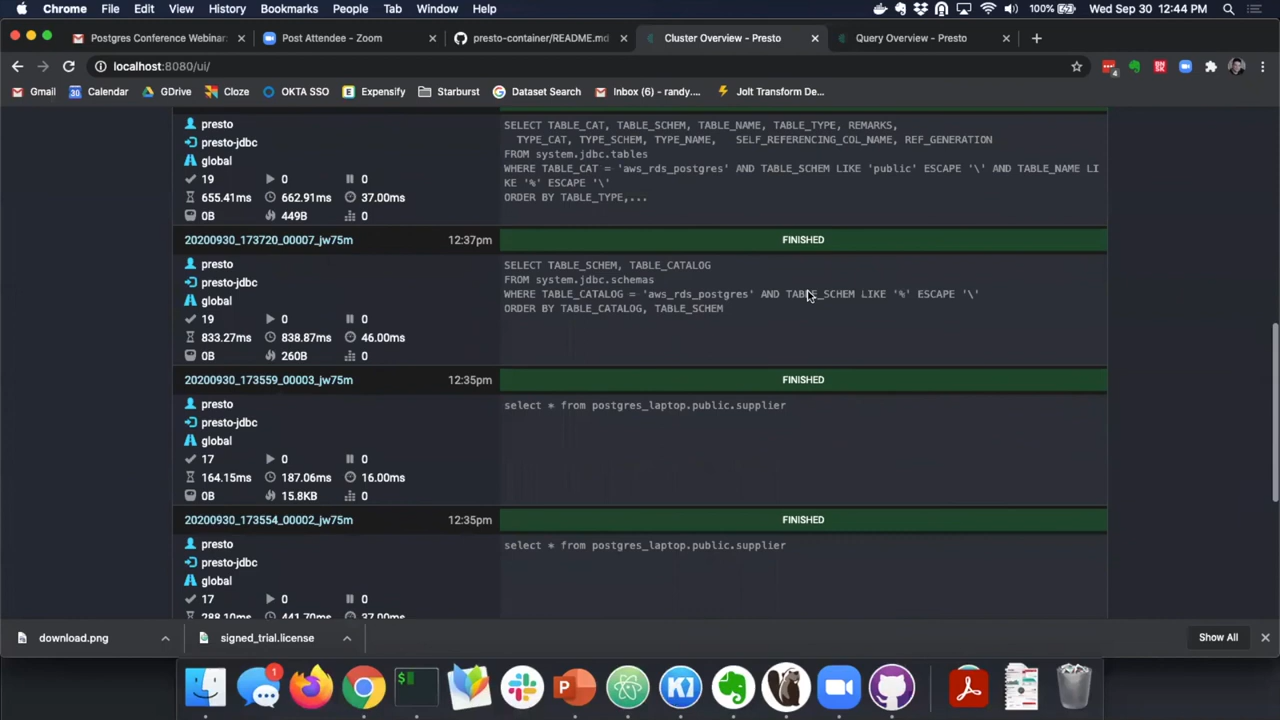 Chrome File Edit View History Bookmarks People Tab Window Help 100% Wed Sep 30 12:44 PM
Postgres Conference Webinar: Post Attendee - Zoom presto-container/README.md Cluster Overview - Presto Query Overview - Presto
localhost:8080/ui/ 4
Gmail 30 Calendar GDrive Cloze OKTA SSO Expensify Starburst Dataset Search Inbox (6) - randy.... Jolt Transform De...
presto
presto-jdbc
global
19 0 0
655.41ms 662.91ms 37.00ms
0B 449B 0
SELECT TABLE_CAT, TABLE_SCHEM, TABLE_NAME, TABLE_TYPE, REMARKS,
TYPE_CAT, TYPE_SCHEM, TYPE_NAME, SELF_REFERENCING_COL_NAME, REF_GENERATION
FROM system.jdbc.tables
WHERE TABLE_CAT = 'aws_rds_postgres' AND TABLE_SCHEM LIKE 'public' ESCAPE '\' AND TABLE_NAME LI
KE '%' ESCAPE '\'
ORDER BY TABLE_TYPE,...
20200930_173720_00007_jw75m 12:37pm FINISHED
presto
presto-jdbc
global
19 0 0
833.27ms 838.87ms 46.00ms
0B 260B 0
SELECT TABLE_SCHEM, TABLE_CATALOG
FROM system.jdbc.schemas
WHERE TABLE_CATALOG = 'aws_rds_postgres' AND TABLE_SCHEM LIKE '%' ESCAPE '\'
ORDER BY TABLE_CATALOG, TABLE_SCHEM
20200930_173559_00003_jw75m 12:35pm FINISHED
presto
presto-jdbc
global
17 0 0
164.15ms 187.06ms 16.00ms
0B 15.8KB 0
select * from postgres_laptop.public.supplier
20200930_173554_00002_jw75m 12:35pm FINISHED
presto
presto-jdbc
global
17 0 0
288.10ms 441.70ms 37.00ms
select * from postgres_laptop.public.supplier
download.png signed_trial.license Show All
1